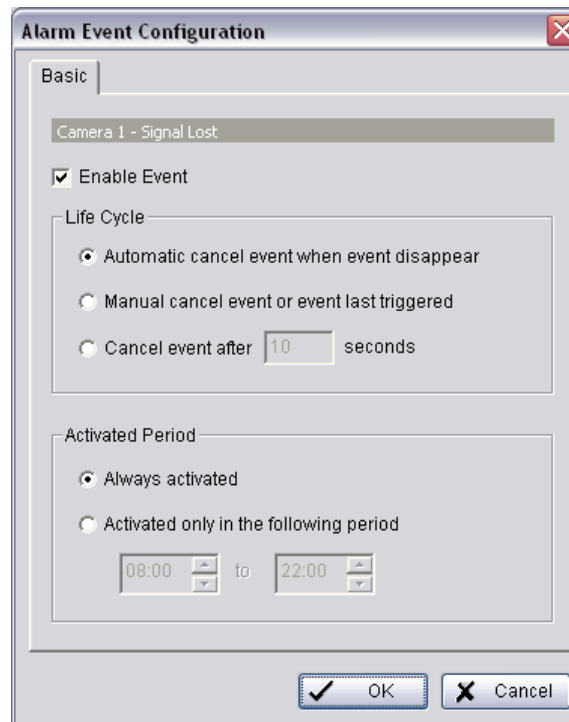 Alarm Event Configuration
Basic
Camera 1 - Signal Lost
Enable Event
Life Cycle
Automatic cancel event when event disappear
Manual cancel event or event last triggered
Cancel event after 10 seconds
Activated Period
Always activated
Activated only in the following period
08:00 to 22:00
OK Cancel